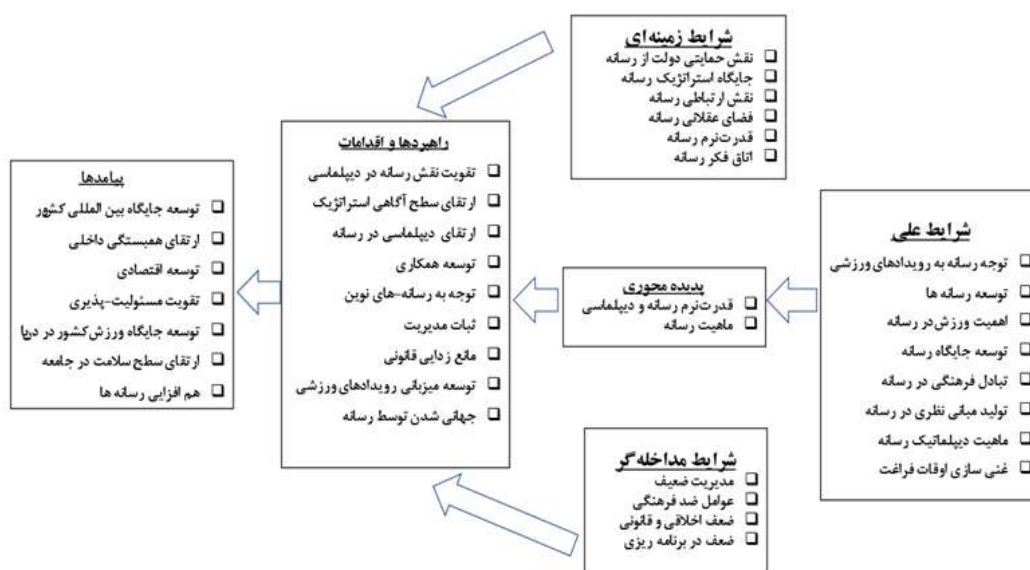 شرایط زمینه‌ای
نقش حمایتی دولت از رسانه
جایگاه استراتژیک رسانه
نقش ارتباطی رسانه
فضای عقلانی رسانه
قدرت‌نرم رسانه
اتاق فکر رسانه
شرایط علی
توجه رسانه به رویدادهای ورزشی
توسعه رسانه ها
اهمیت ورزش در رسانه
توسعه جایگاه رسانه
تبادل فرهنگی در رسانه
تولید مبانی نظری در رسانه
ماهیت دیپلماتیک رسانه
غنی سازی اوقات فراغت
پدیده محوری
قدرت‌نرم رسانه و دیپلماسی
ماهیت رسانه
شرایط مداخله‌گر
مدیریت ضعیف
عوامل ضد فرهنگی
ضعف اخلاقی و قانونی
ضعف در برنامه ریزی
راهبردها و اقدامات
تقویت نقش رسانه در دیپلماسی
ارتقای سطح آگاهی استراتژیک
ارتقای دیپلماسی در رسانه
توسعه همکاری
توجه به رسانه-های نوین
ثبات مدیریت
مانع زدایی قانونی
توسعه میزبانی رویدادهای ورزشی
جهانی شدن توسط رسانه
پیامدها
توسعه جایگاه بین المللی کشور
ارتقای همبستگی داخلی
توسعه اقتصادی
تقویت مسئولیت-پذیری
توسعه جایگاه ورزش کشور در دنیا
ارتقای سطح سلامت در جامعه
هم افزایی رسانه ها